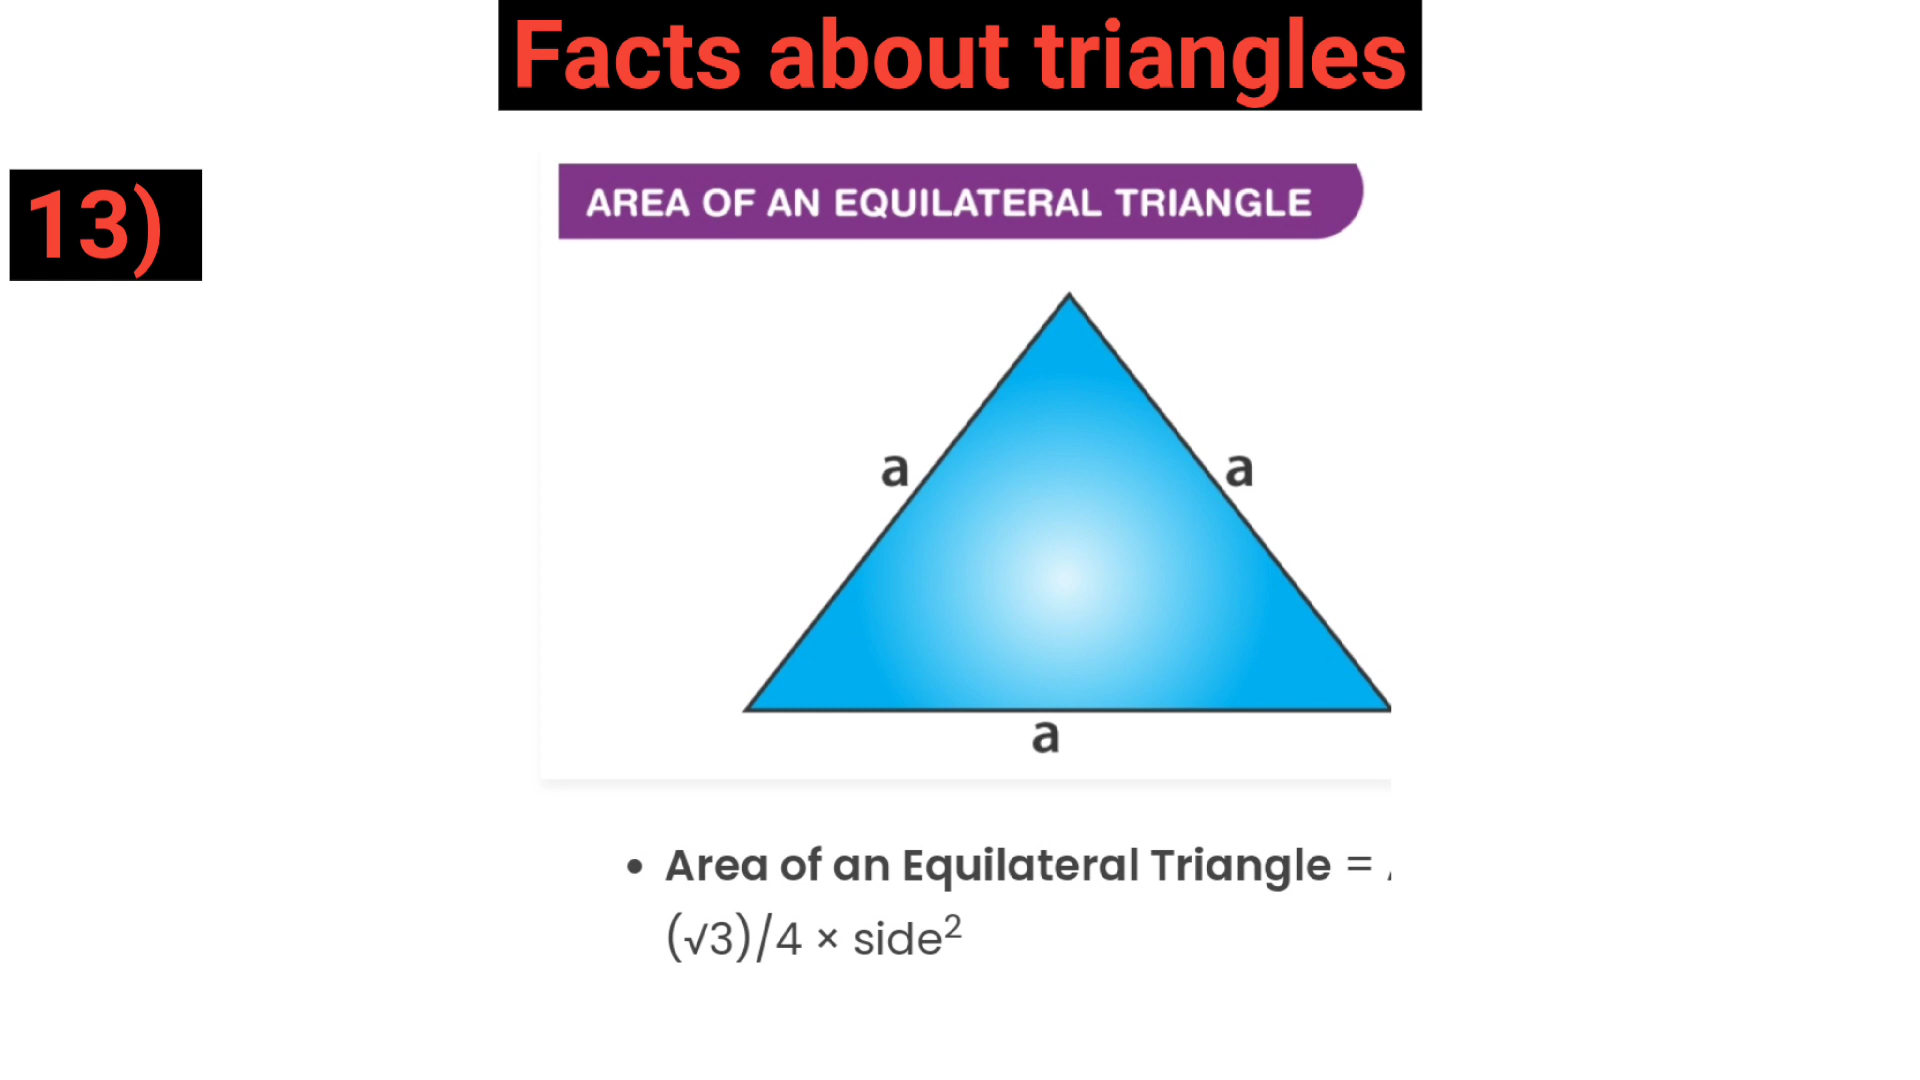 Facts about triangles
13)
AREA OF AN EQUILATERAL TRIANGLE
a
a
a
• Area of an Equilateral Triangle =
(√3)/4 × side²